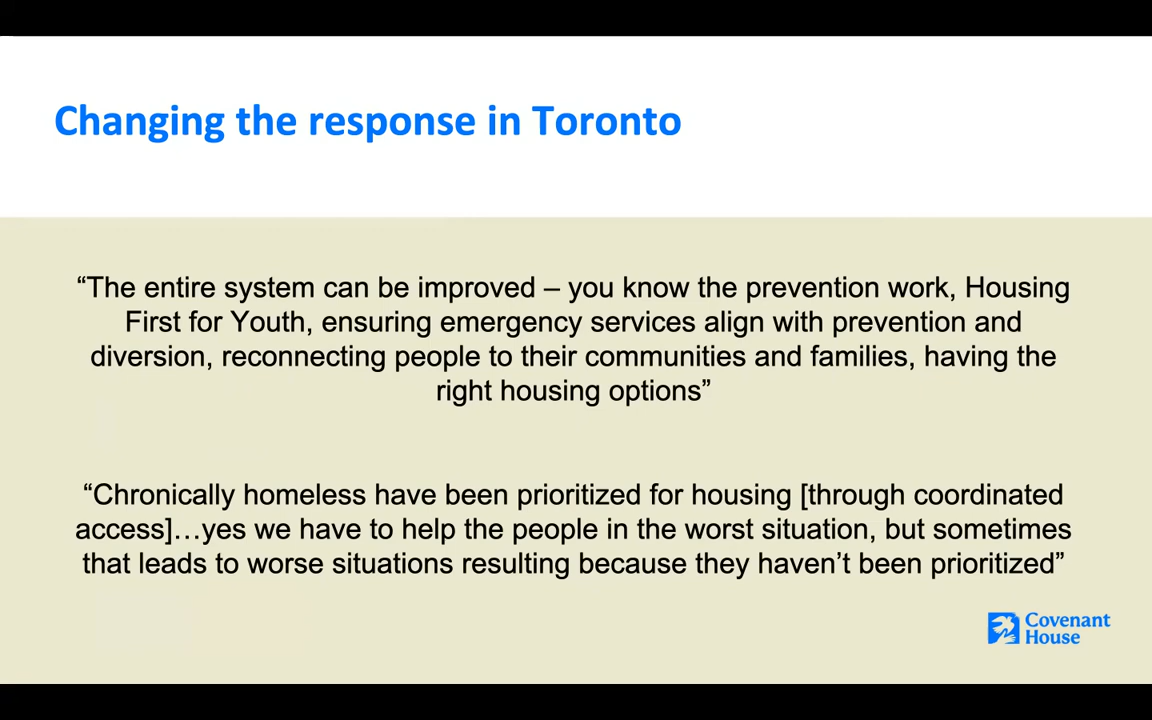 Changing the response in Toronto
“The entire system can be improved – you know the prevention work, Housing
First for Youth, ensuring emergency services align with prevention and
diversion, reconnecting people to their communities and families, having the
right housing options”
“Chronically homeless have been prioritized for housing [through coordinated
access]…yes we have to help the people in the worst situation, but sometimes
that leads to worse situations resulting because they haven’t been prioritized”
Covenant
House